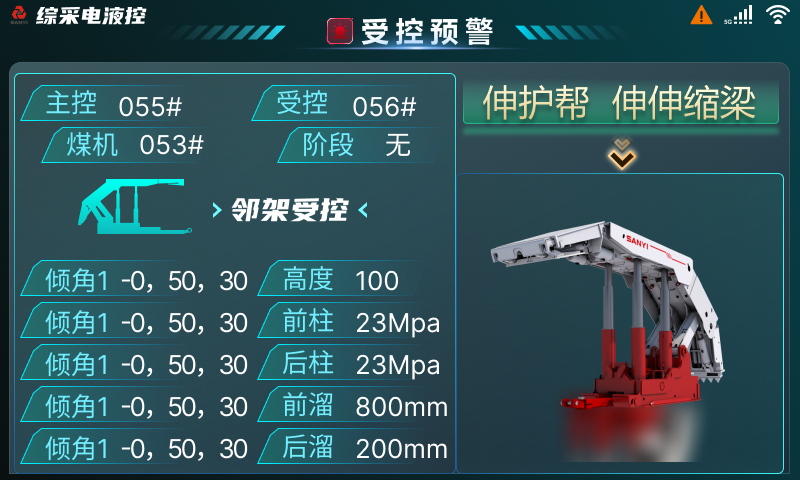 SANYI 综采电液控
受控预警
5G
主控 055# 受控 056#
煤机 053# 阶段 无
邻架受控
倾角1 -0，50，30 高度 100
倾角1 -0，50，30 前柱 23Mpa
倾角1 -0，50，30 后柱 23Mpa
倾角1 -0，50，30 前溜 800mm
倾角1 -0，50，30 后溜 200mm
伸护帮 伸伸缩梁
SANYI